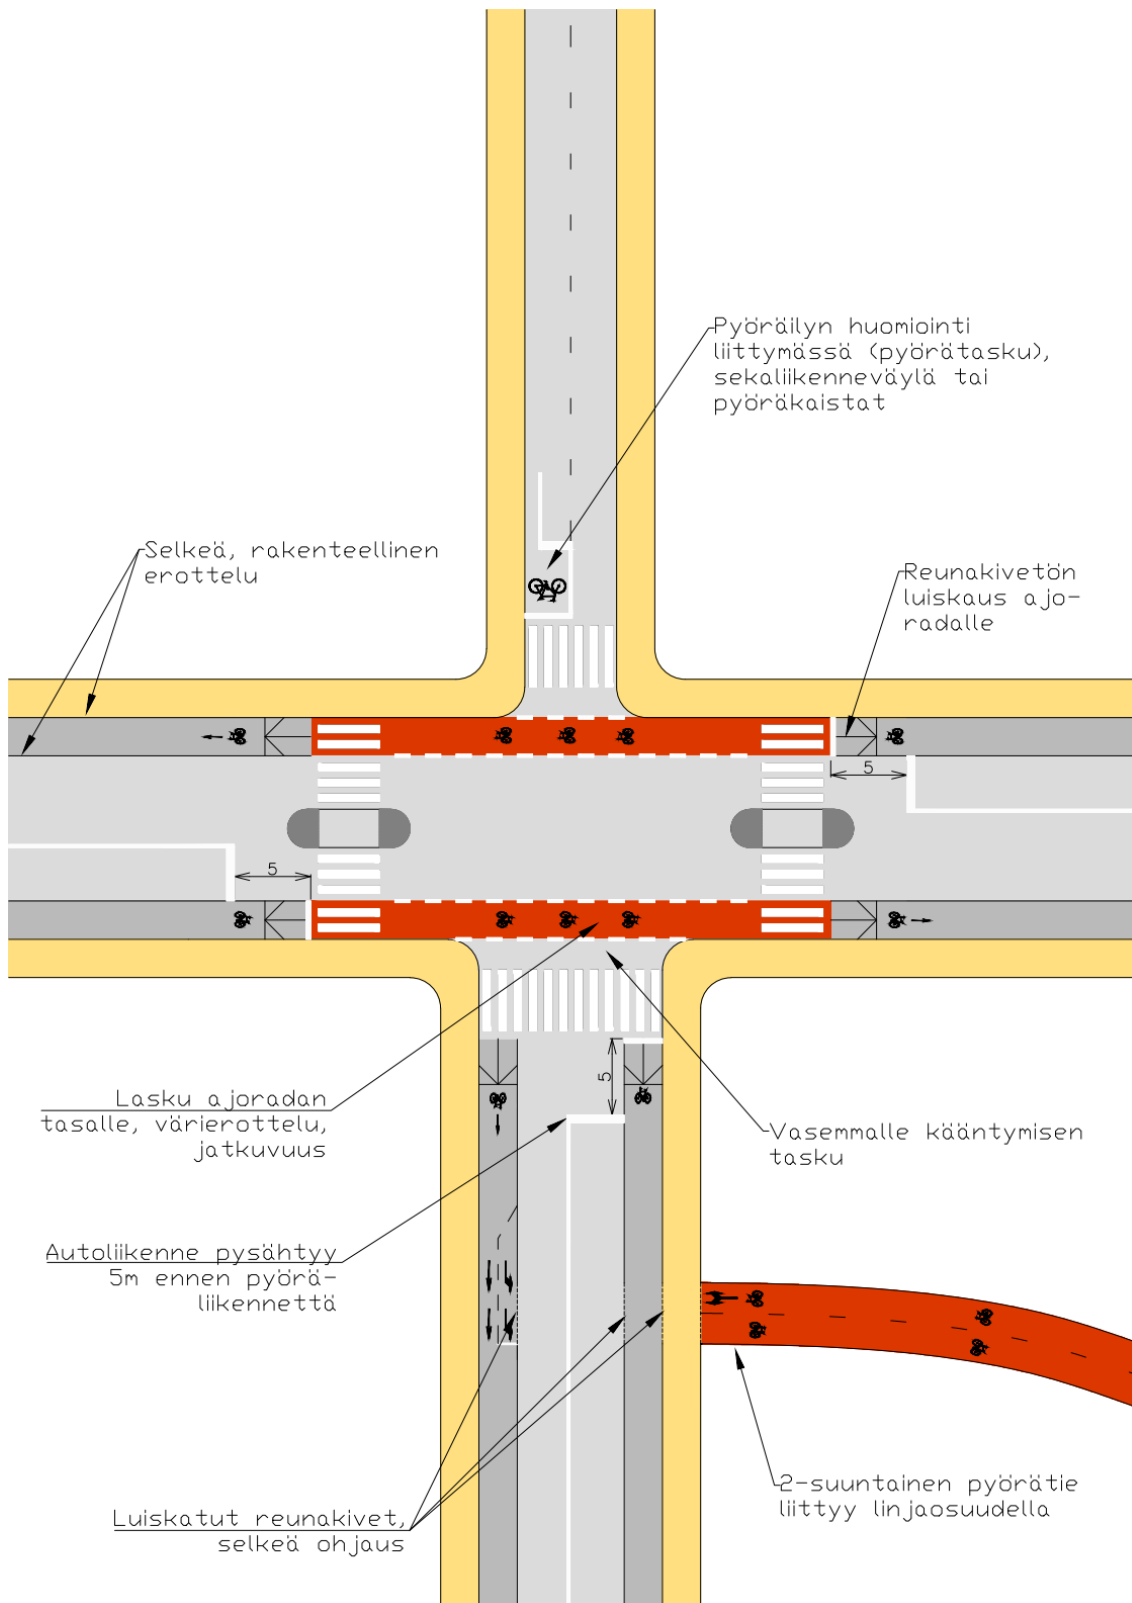 Pyöräilyn huomiointi
liittymässä (pyörätasku),
sekaliikenneväylä tai
pyöräkaistat
Selkeä, rakenteellinen
erottelu
Reunakivetön
luiskaus ajo-
radalle
5
5
5
Lasku ajoradan
tasalle, värierottelu,
jatkuvuus
Vasemmalle kääntymisen
tasku
Autoliikenne pysähtyy
5m ennen pyörä-
liikennettä
2-suuntainen pyörätie
liittyy linjaosuudella
Luiskatut reunakivet,
selkeä ohjaus